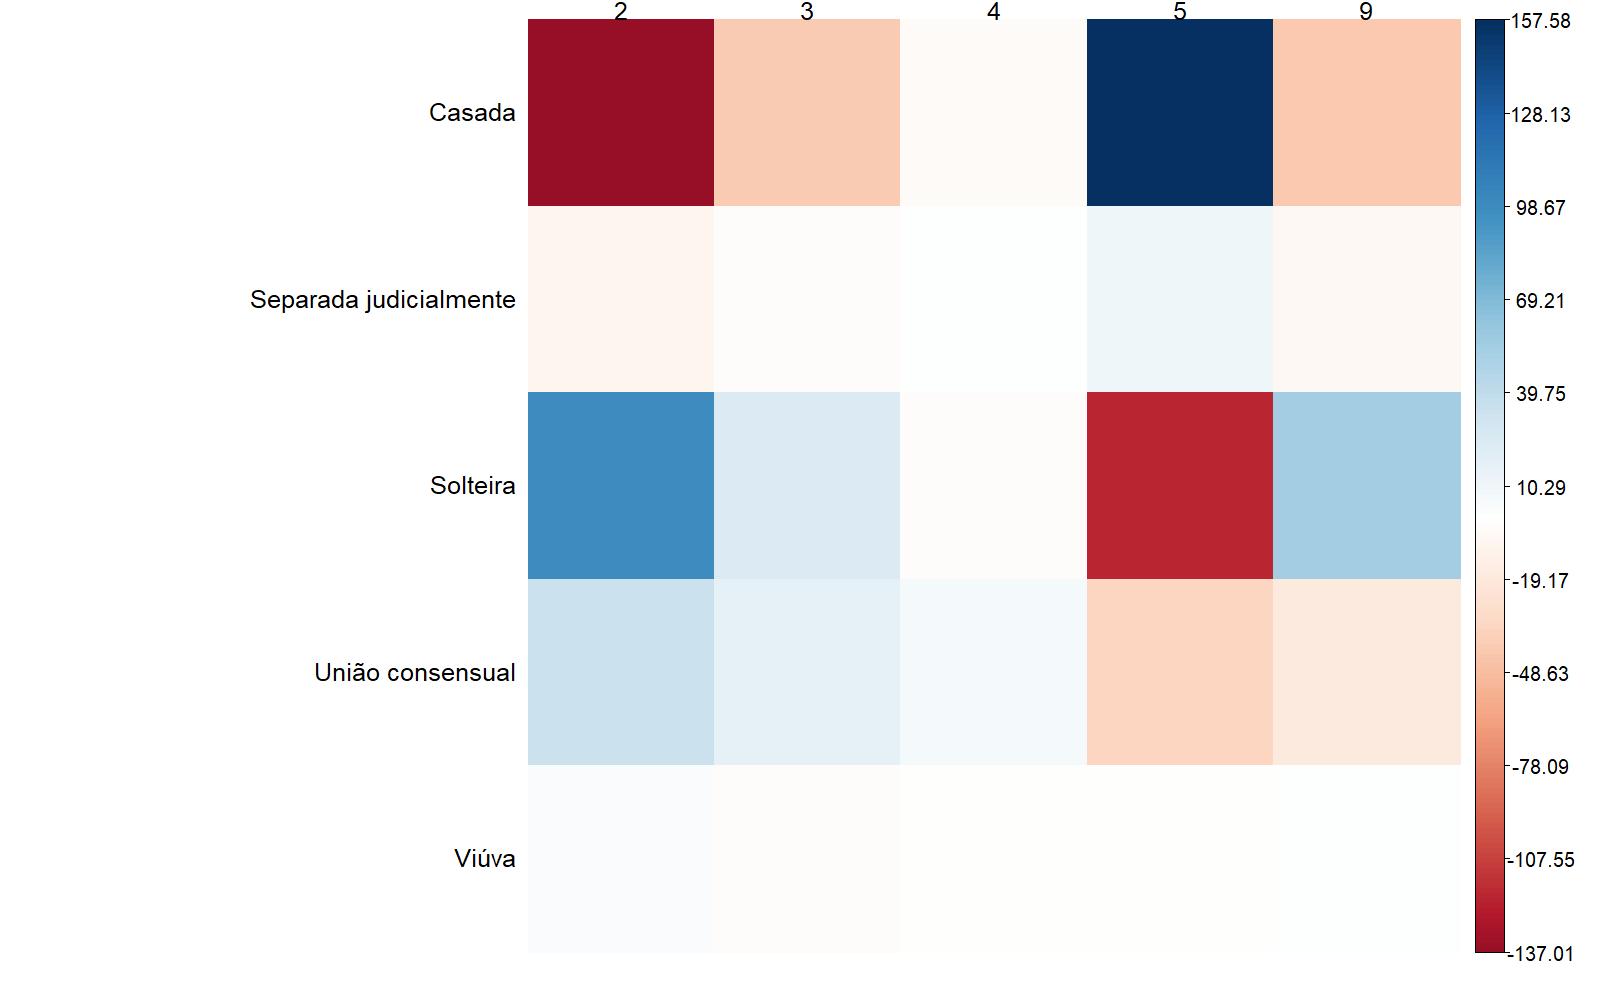 2 3 4 5 9
Casada
Separada judicialmente
Solteira
União consensual
Viúva
157.58
128.13
98.67
69.21
39.75
10.29
-19.17
-48.63
-78.09
-107.55
-137.01